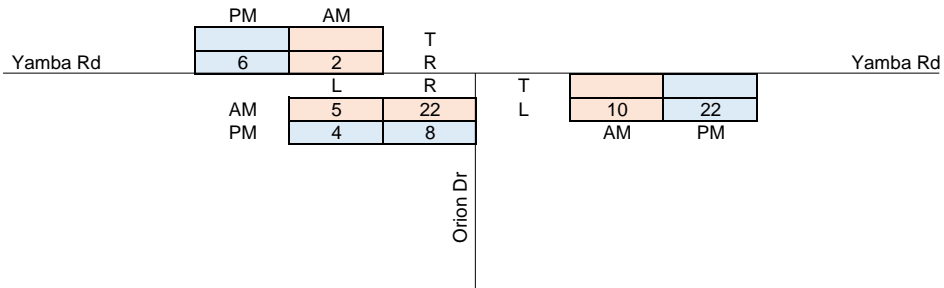 PM AM
T
Yamba Rd 6 2 R Yamba Rd
L R T
AM 5 22 L 10 22
PM 4 8 AM PM
Orion Dr